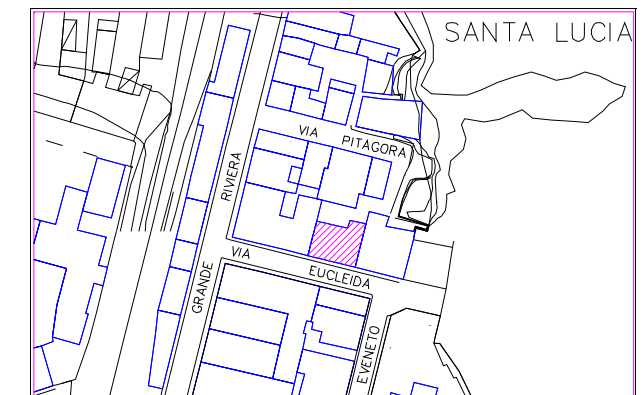 SANTA LUCIA
VIA PITAGORA
RIVIERA
GRANDE
VIA EUCLEIDA
EVENETO